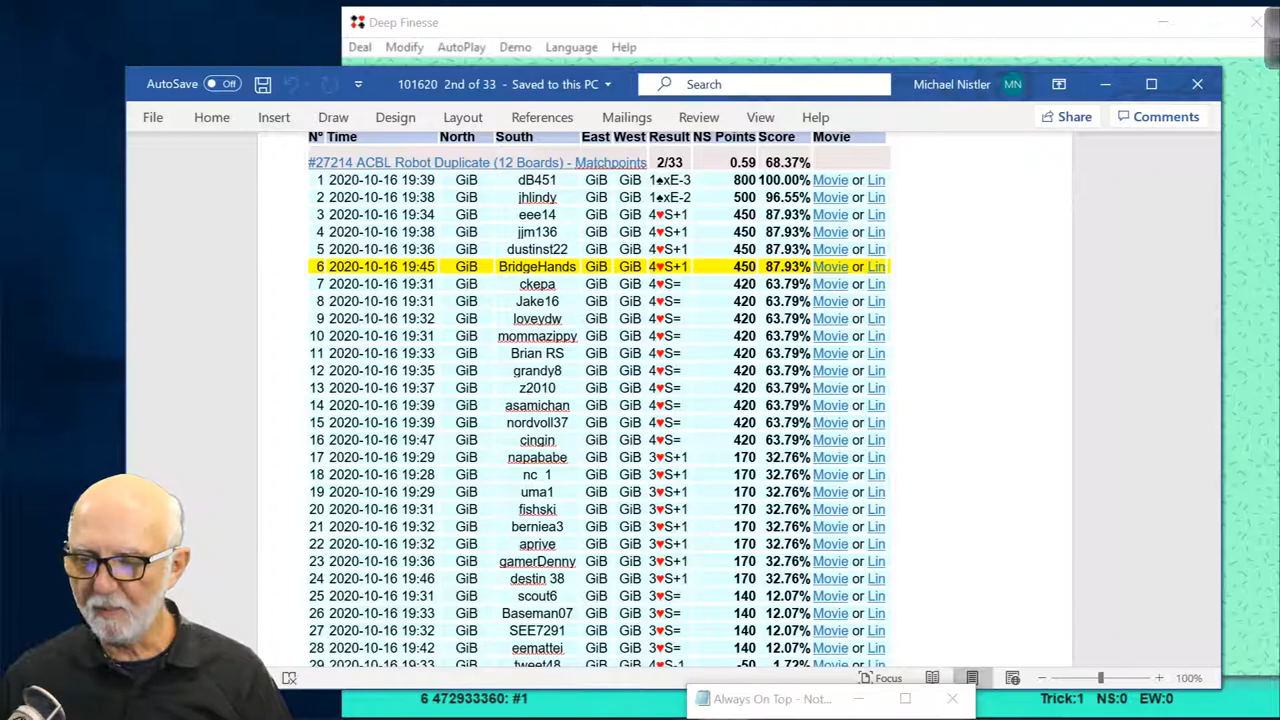 Deep Finesse
Deal Modify AutoPlay Demo Language Help
AutoSave Off 101620 2nd of 33 - Saved to this PC Search Michael Nistler MN
File Home Insert Draw Design Layout References Mailings Review View Help Share Comments
Nº Time North South East West Result NS Points Score Movie
#27214 ACBL Robot Duplicate (12 Boards) - Matchpoints 2/33 0.59 68.37%
1 2020-10-16 19:39 GiB dB451 GiB GiB 1♠xE-3 800 100.00% Movie or Lin
2 2020-10-16 19:38 GiB jhlindy GiB GiB 1♠xE-2 500 96.55% Movie or Lin
3 2020-10-16 19:34 GiB eee14 GiB GiB 4♥S+1 450 87.93% Movie or Lin
4 2020-10-16 19:38 GiB jjm136 GiB GiB 4♥S+1 450 87.93% Movie or Lin
5 2020-10-16 19:36 GiB dustinst22 GiB GiB 4♥S+1 450 87.93% Movie or Lin
6 2020-10-16 19:45 GiB BridgeHands GiB GiB 4♥S+1 450 87.93% Movie or Lin
7 2020-10-16 19:31 GiB ckepa GiB GiB 4♥S= 420 63.79% Movie or Lin
8 2020-10-16 19:31 GiB Jake16 GiB GiB 4♥S= 420 63.79% Movie or Lin
9 2020-10-16 19:32 GiB loveydw GiB GiB 4♥S= 420 63.79% Movie or Lin
10 2020-10-16 19:31 GiB mommazippy GiB GiB 4♥S= 420 63.79% Movie or Lin
11 2020-10-16 19:33 GiB Brian RS GiB GiB 4♥S= 420 63.79% Movie or Lin
12 2020-10-16 19:35 GiB grandy8 GiB GiB 4♥S= 420 63.79% Movie or Lin
13 2020-10-16 19:37 GiB z2010 GiB GiB 4♥S= 420 63.79% Movie or Lin
14 2020-10-16 19:39 GiB asamichan GiB GiB 4♥S= 420 63.79% Movie or Lin
15 2020-10-16 19:39 GiB nordvoll37 GiB GiB 4♥S= 420 63.79% Movie or Lin
16 2020-10-16 19:47 GiB cingin GiB GiB 4♥S= 420 63.79% Movie or Lin
17 2020-10-16 19:29 GiB napababe GiB GiB 3♥S+1 170 32.76% Movie or Lin
18 2020-10-16 19:28 GiB nc_1 GiB GiB 3♥S+1 170 32.76% Movie or Lin
19 2020-10-16 19:29 GiB uma1 GiB GiB 3♥S+1 170 32.76% Movie or Lin
20 2020-10-16 19:31 GiB fishski GiB GiB 3♥S+1 170 32.76% Movie or Lin
21 2020-10-16 19:32 GiB berniea3 GiB GiB 3♥S+1 170 32.76% Movie or Lin
22 2020-10-16 19:32 GiB aprive GiB GiB 3♥S+1 170 32.76% Movie or Lin
23 2020-10-16 19:36 GiB gamerDenny GiB GiB 3♥S+1 170 32.76% Movie or Lin
24 2020-10-16 19:46 GiB destin 38 GiB GiB 3♥S+1 170 32.76% Movie or Lin
25 2020-10-16 19:31 GiB scout6 GiB GiB 3♥S= 140 12.07% Movie or Lin
26 2020-10-16 19:33 GiB Baseman07 GiB GiB 3♥S= 140 12.07% Movie or Lin
27 2020-10-16 19:32 GiB SEE7291 GiB GiB 3♥S= 140 12.07% Movie or Lin
28 2020-10-16 19:42 GiB eemattei GiB GiB 3♥S= 140 12.07% Movie or Lin
29 2020-10-16 19:33 GiB tweet48 GiB GiB 4♥S-1 -50 1.72% Movie or Lin
Focus 100%
6 472933360: #1 Always On Top - Not... Trick:1 NS:0 EW:0